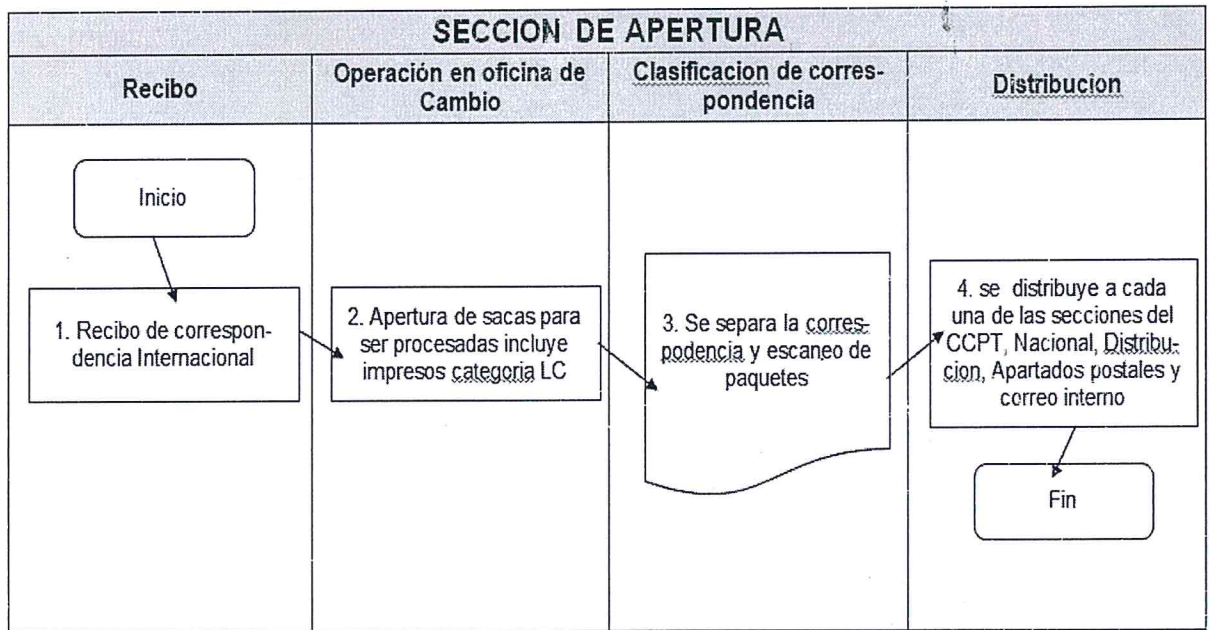 SECCION DE APERTURA
Recibo
Operación en oficina de
Cambio
Clasificacion de corres-
pondencia
Distribucion
Inicio
1. Recibo de correspon-
dencia Internacional
2. Apertura de sacas para
ser procesadas incluye
impresos categoria LC
3. Se separa la corres-
podencia y escaneo de
paquetes
4. se distribuye a cada
una de las secciones del
CCPT, Nacional, Distribu-
cion, Apartados postales y
correo interno
Fin